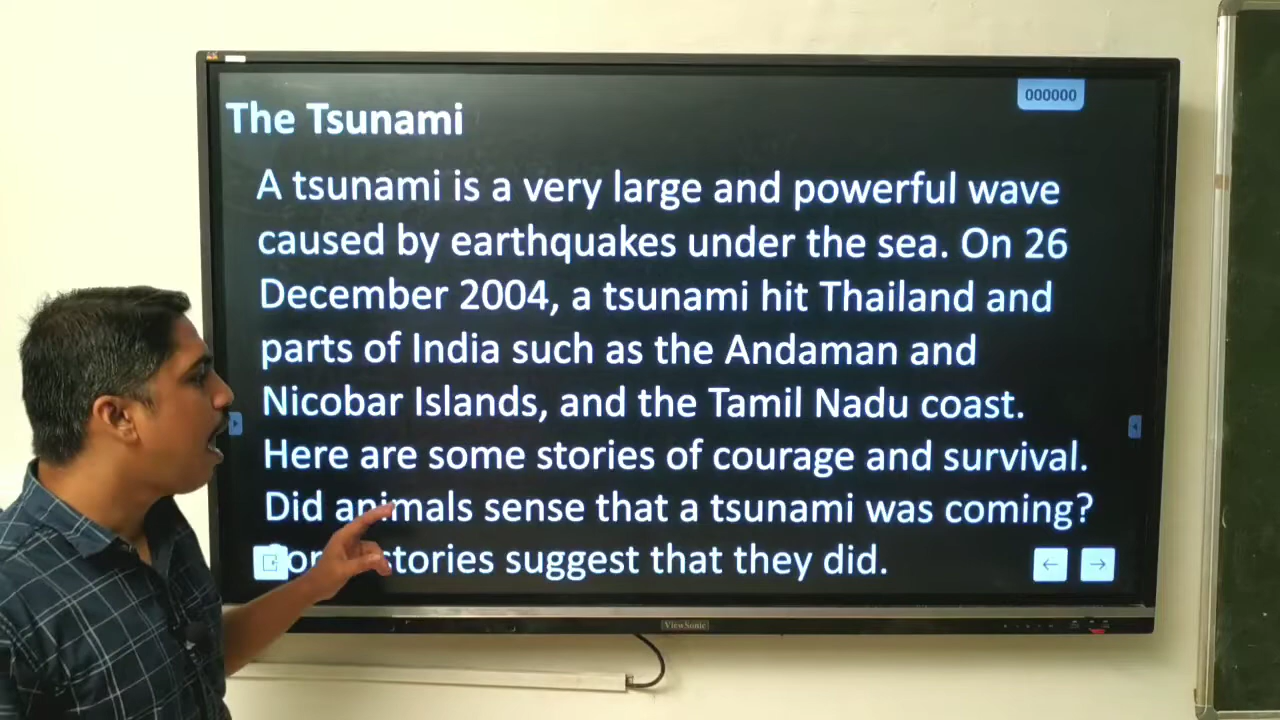 000000
The Tsunami
A tsunami is a very large and powerful wave
caused by earthquakes under the sea. On 26
December 2004, a tsunami hit Thailand and
parts of India such as the Andaman and
Nicobar Islands, and the Tamil Nadu coast.
Here are some stories of courage and survival.
Did animals sense that a tsunami was coming?
stories suggest that they did.
ViewSonic